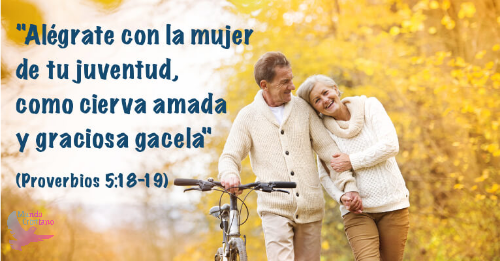 "Alégrate con la mujer
de tu juventud,
como cierva amada
y graciosa gacela"
(Proverbios 5:18-19)